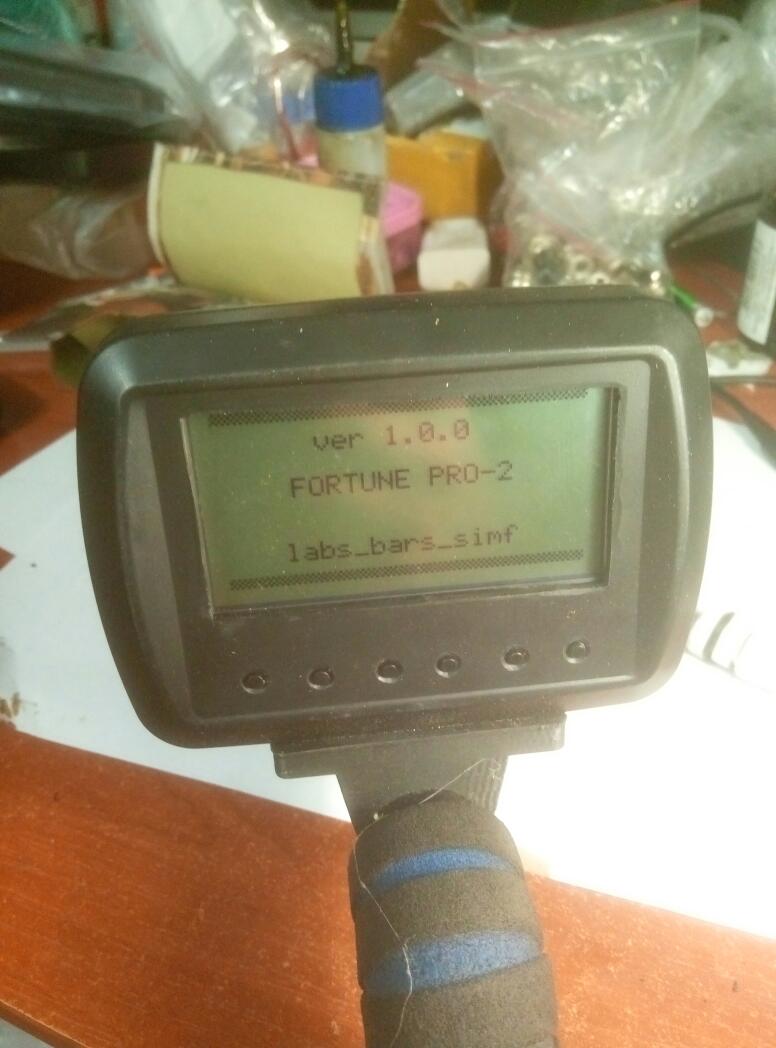 ver 1.0.0
FORTUNE PRO-2
labs_bars_simf